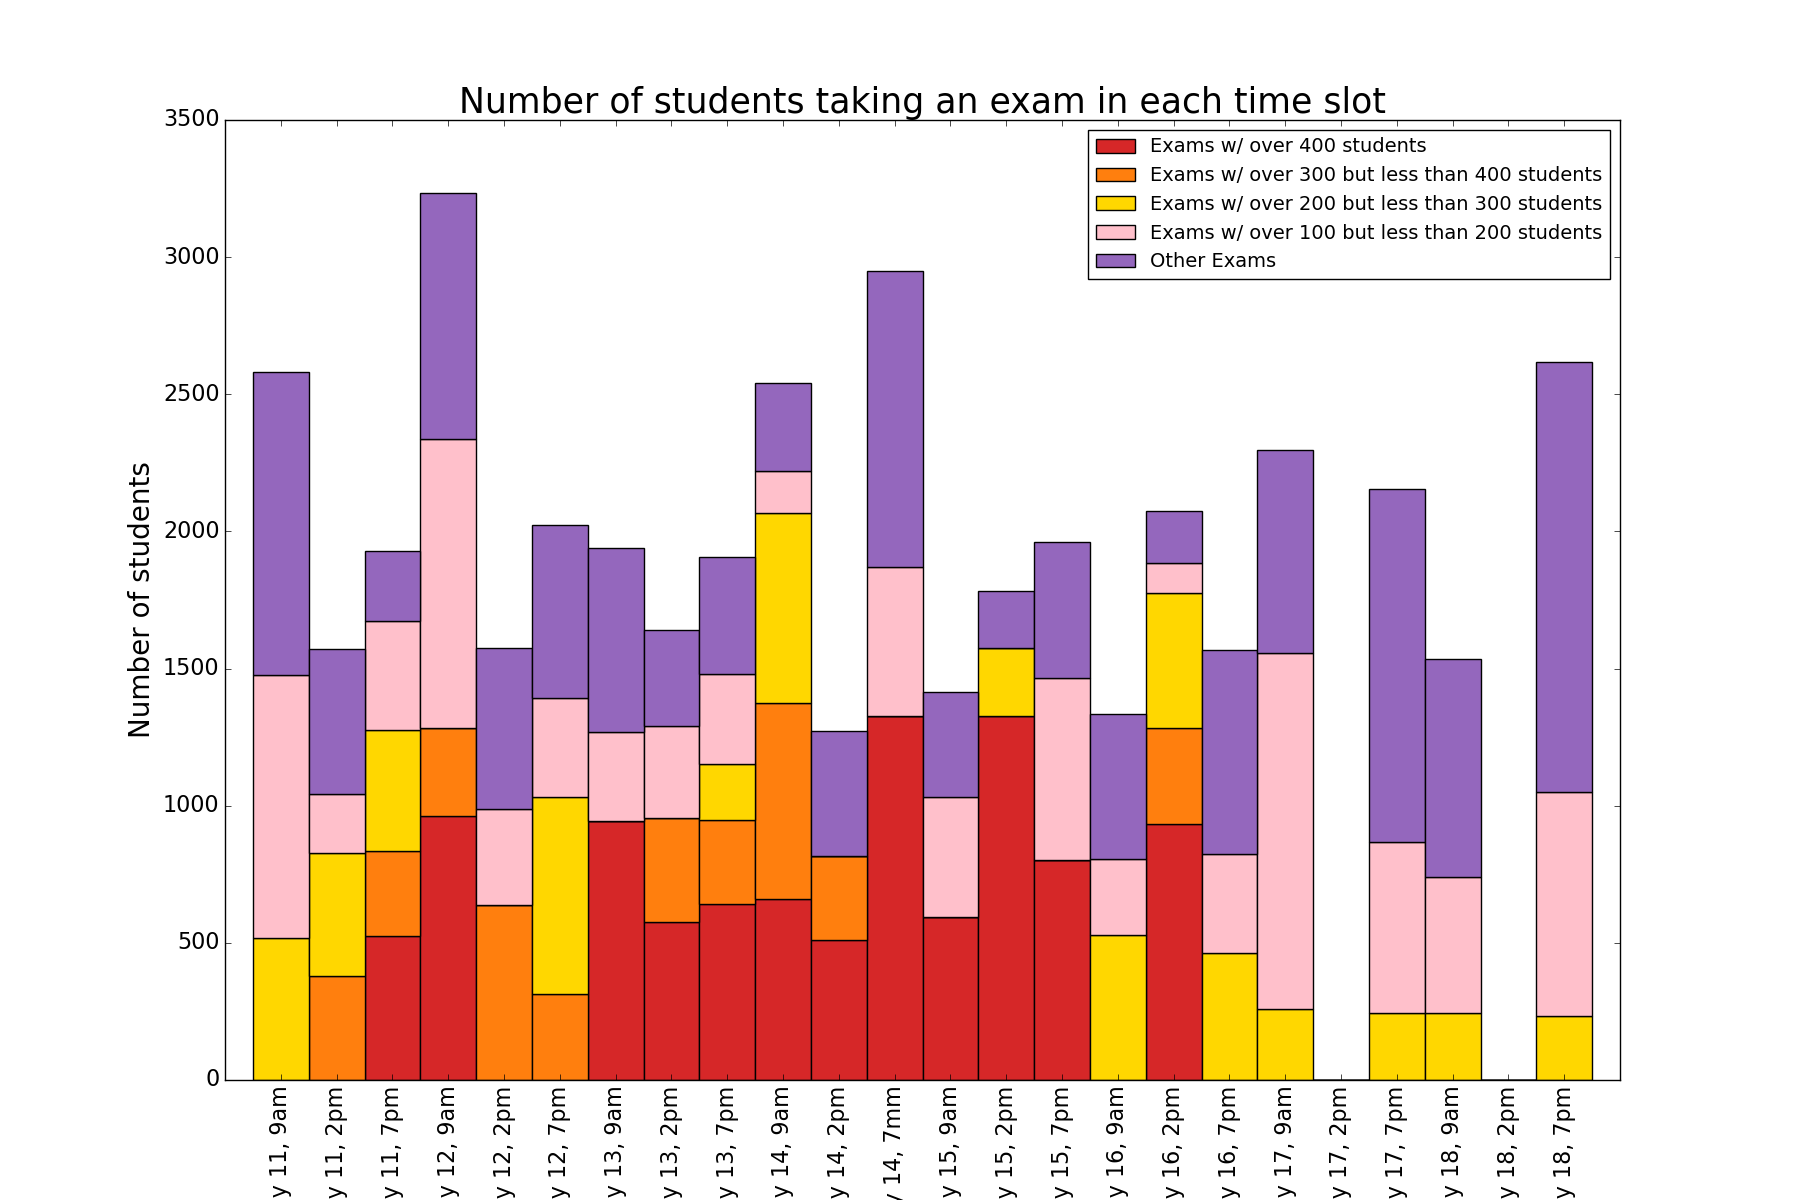 Number of students taking an exam in each time slot
Exams w/ over 400 students
Exams w/ over 300 but less than 400 students
Exams w/ over 200 but less than 300 students
Exams w/ over 100 but less than 200 students
Other Exams
Number of students
3500
3000
2500
2000
1500
1000
500
0
y 11, 9am
y 11, 2pm
y 11, 7pm
y 12, 9am
y 12, 2pm
y 12, 7pm
y 13, 9am
y 13, 2pm
y 13, 7pm
y 14, 9am
y 14, 2pm
y 14, 7mm
y 15, 9am
y 15, 2pm
y 15, 7pm
y 16, 9am
y 16, 2pm
y 16, 7pm
y 17, 9am
y 17, 2pm
y 17, 7pm
y 18, 9am
y 18, 2pm
y 18, 7pm